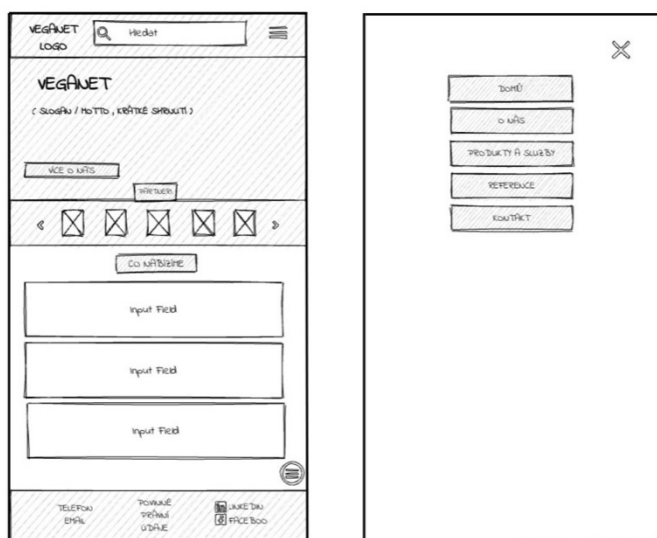 VEGANET
LOGO
Hledat
VEGANET
( SLOGAN / MOTTO , KRÁTKÉ SHRNUTÍ )
VÍCE O NÁS
PARTNEŘI
CO NABÍZÍME
Input Field
Input Field
Input Field
TELEFON
EMAIL
POVINNÉ
PRÁVNÍ
ÚDAJE
in LINKEDIN
FACEBOO
DOMŮ
O NÁS
PRODUKTY A SLUŽBY
REFERENCE
KONTAKT